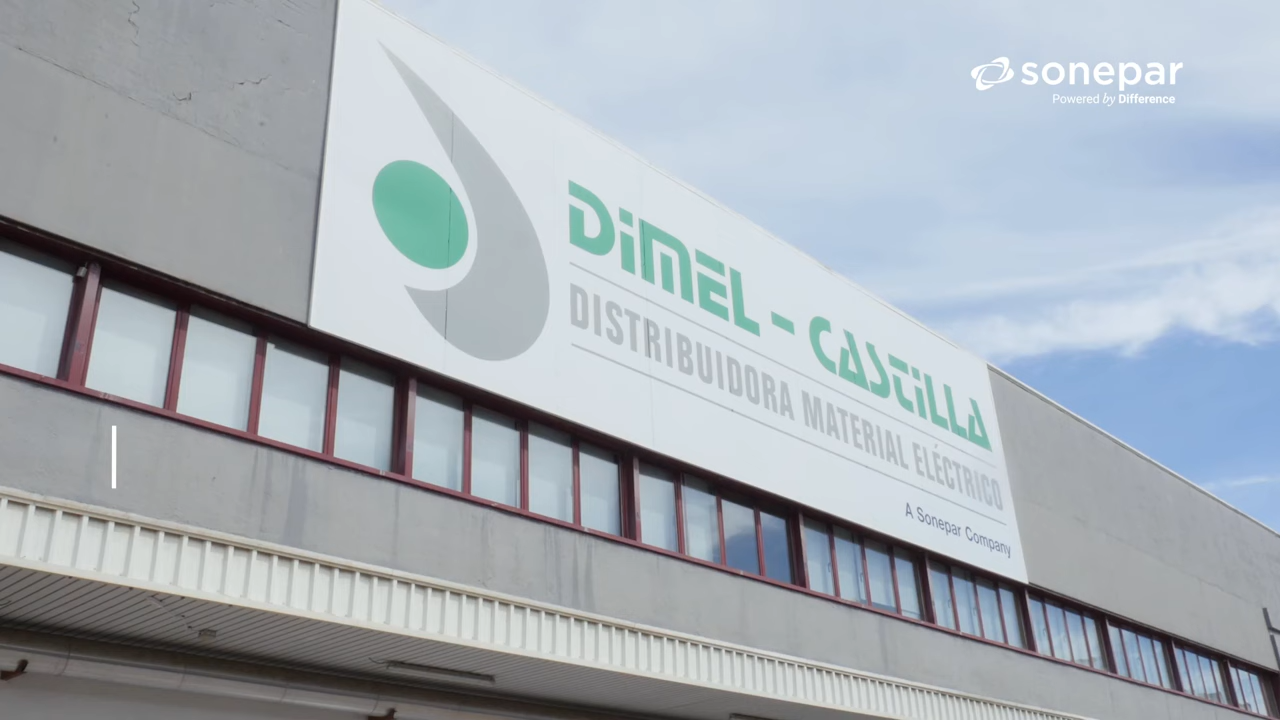 sonepar
Powered by Difference
DIMEL - CASTILLA
DISTRIBUIDORA MATERIAL ELÉCTRICO
A Sonepar Company